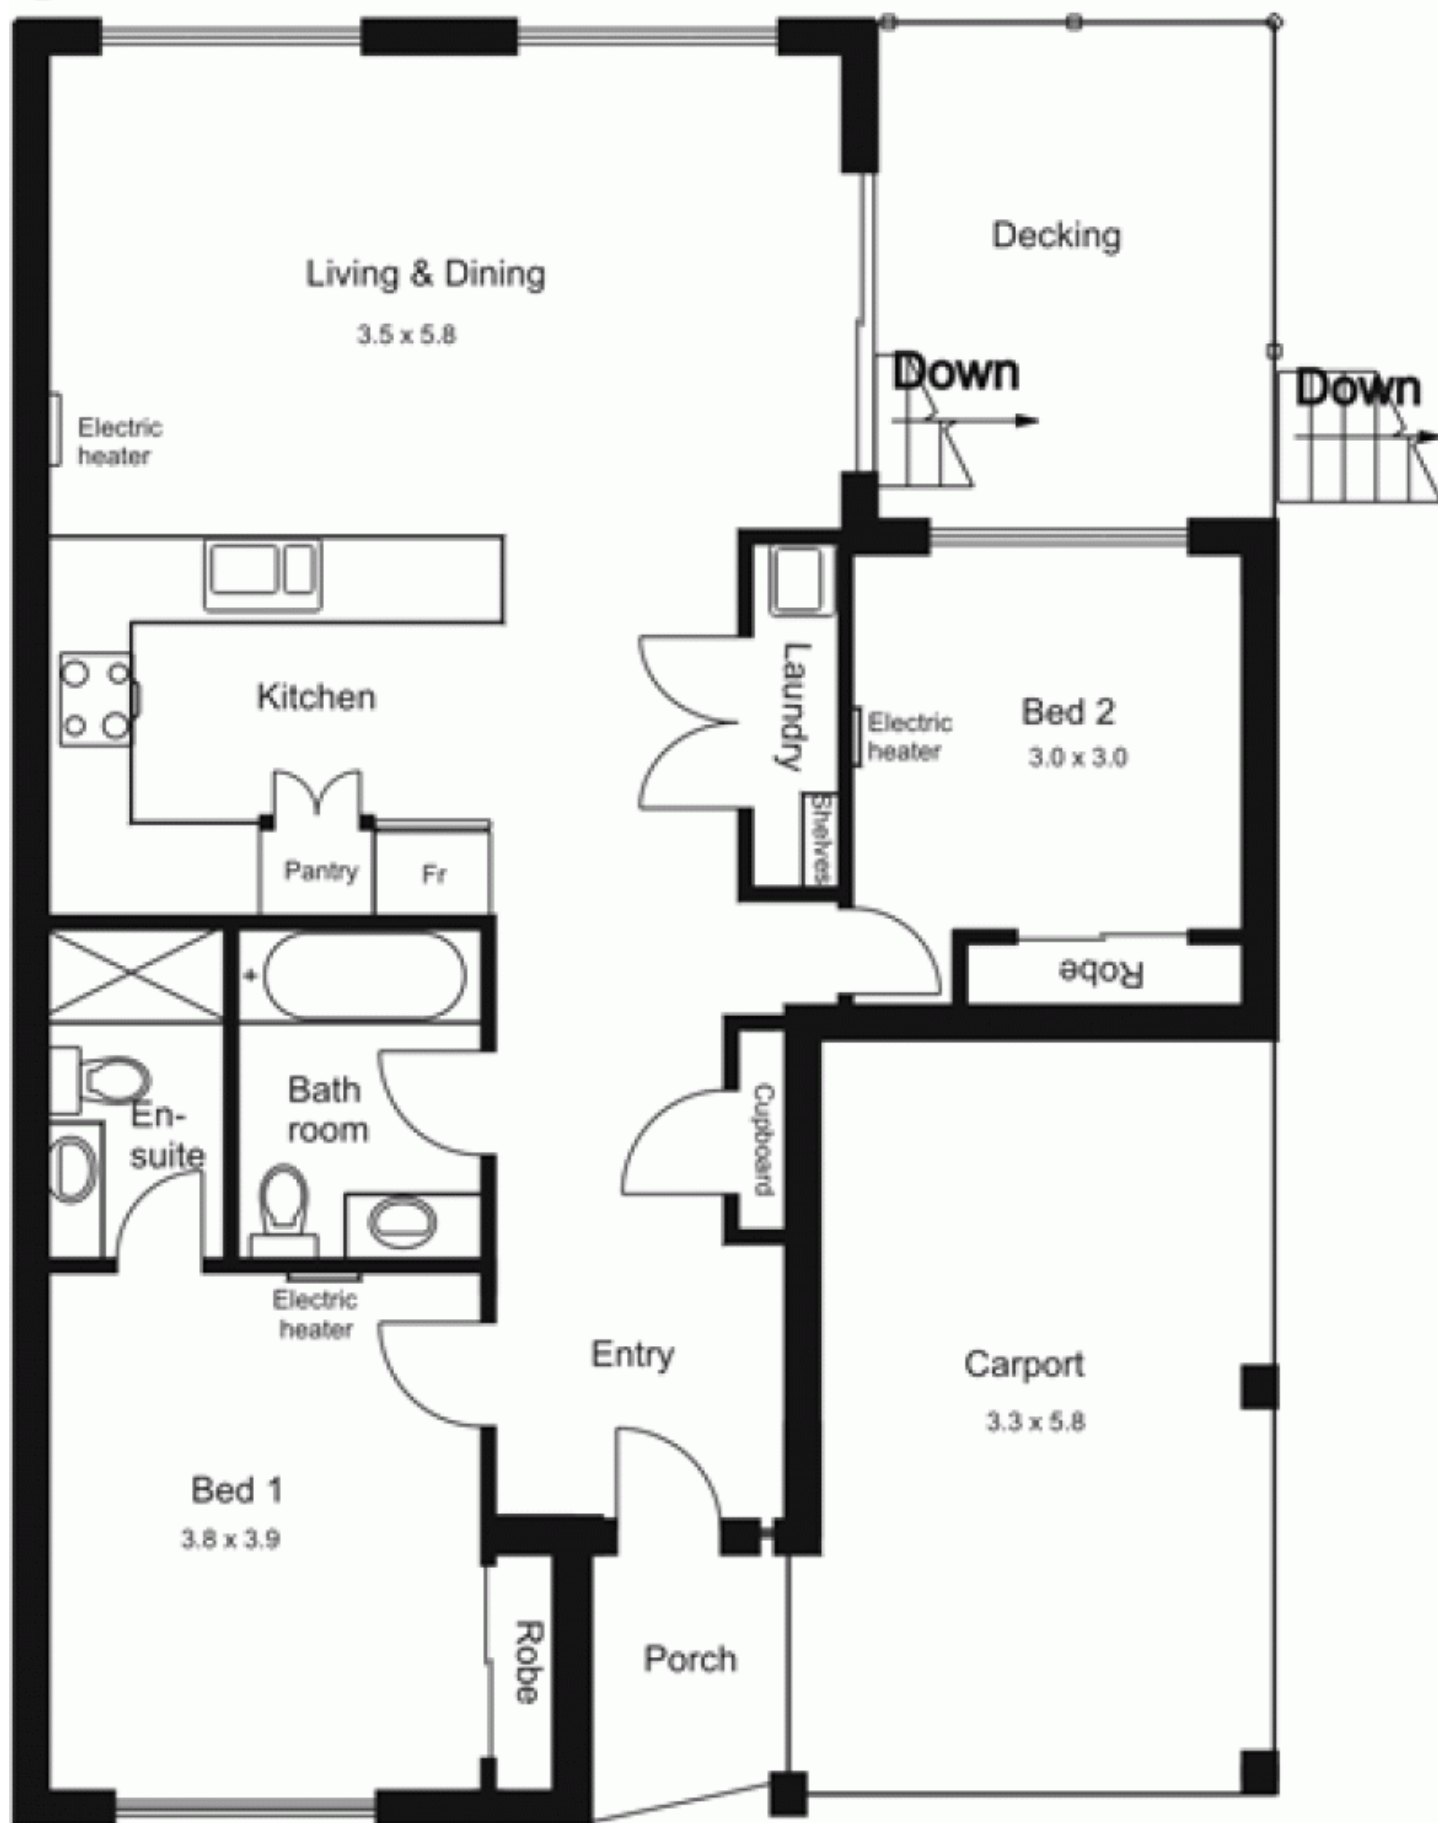 Decking
Living & Dining
3.5 x 5.8
Down
Down
Electric
heater
Kitchen
Laundry
Bed 2
3.0 x 3.0
Electric
heater
Shelves
Pantry
Fr
Robe
Bath
room
En-
suite
Cupboard
Electric
heater
Entry
Carport
3.3 x 5.8
Bed 1
3.8 x 3.9
Robe
Porch